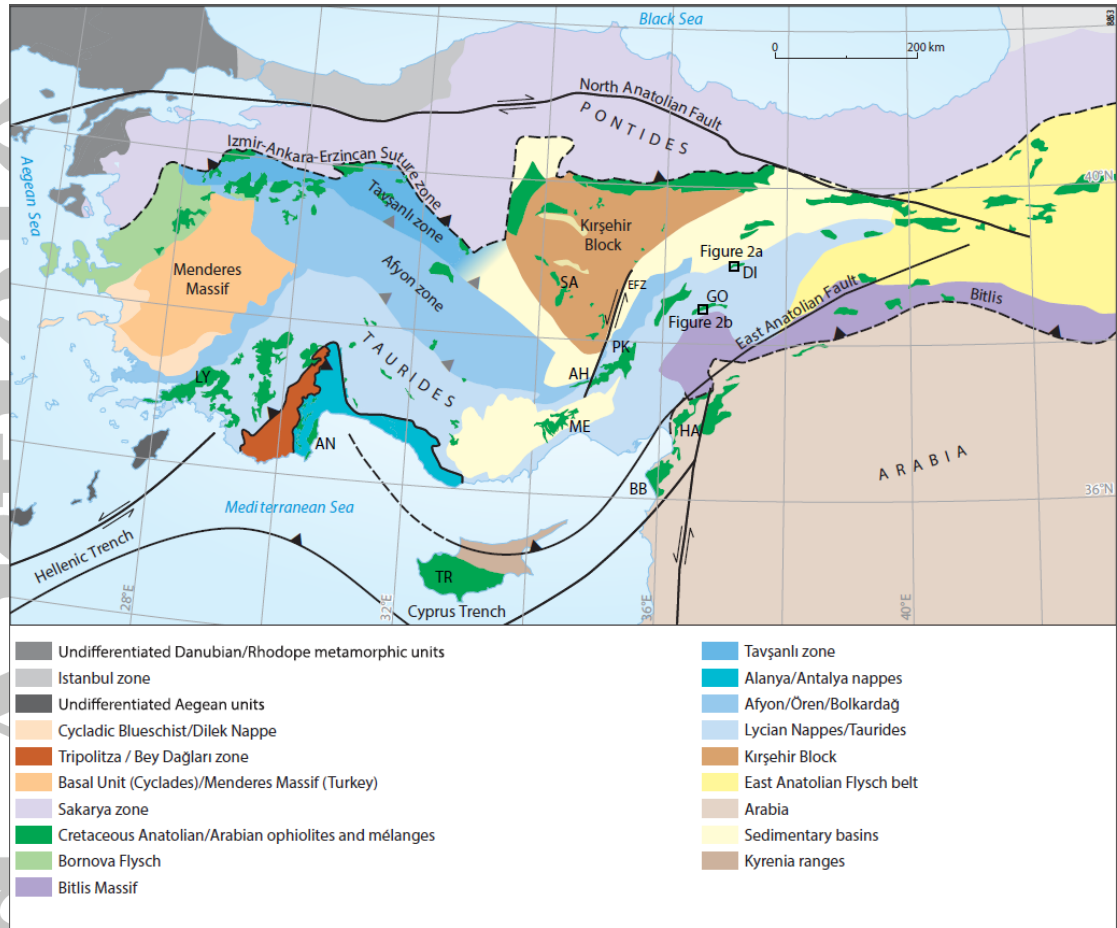 Black Sea
8863
0 200 km
North Anatolian Fault
PONTIDES
Izmir-Ankara-Erzincan Suture zone
Aegean Sea
40°N
Tavşanlı zone
Kırşehir
Block
Menderes
Massif
Afyon zone
Figure 2a
DI
SA
EFZ
GO
Figure 2b
East Anatolian Fault
Bitlis
TAURIDES
PK
AH
LY
ME
AN
HA
ARABIA
BB
36°N
Mediterranean Sea
Hellenic Trench
TR
Cyprus Trench
28°E
32°E
36°E
40°E
Undifferentiated Danubian/Rhodope metamorphic units
Istanbul zone
Undifferentiated Aegean units
Cycladic Blueschist/Dilek Nappe
Tripolitza / Bey Dağları zone
Basal Unit (Cyclades)/Menderes Massif (Turkey)
Sakarya zone
Cretaceous Anatolian/Arabian ophiolites and mélanges
Bornova Flysch
Bitlis Massif
Tavşanlı zone
Alanya/Antalya nappes
Afyon/Ören/Bolkardağ
Lycian Nappes/Taurides
Kırşehir Block
East Anatolian Flysch belt
Arabia
Sedimentary basins
Kyrenia ranges